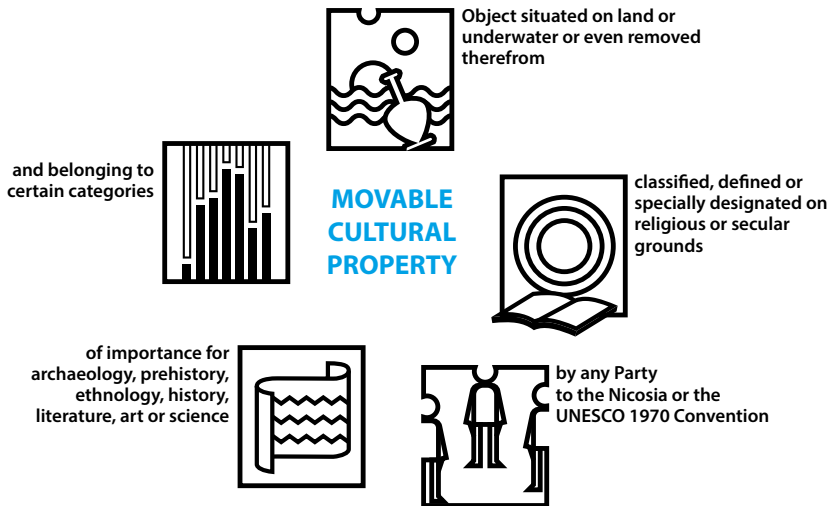 Object situated on land or
underwater or even removed
therefrom
classified, defined or
specially designated on
religious or secular
grounds
by any Party
to the Nicosia or the
UNESCO 1970 Convention
of importance for
archaeology, prehistory,
ethnology, history,
literature, art or science
and belonging to
certain categories
MOVABLE
CULTURAL
PROPERTY